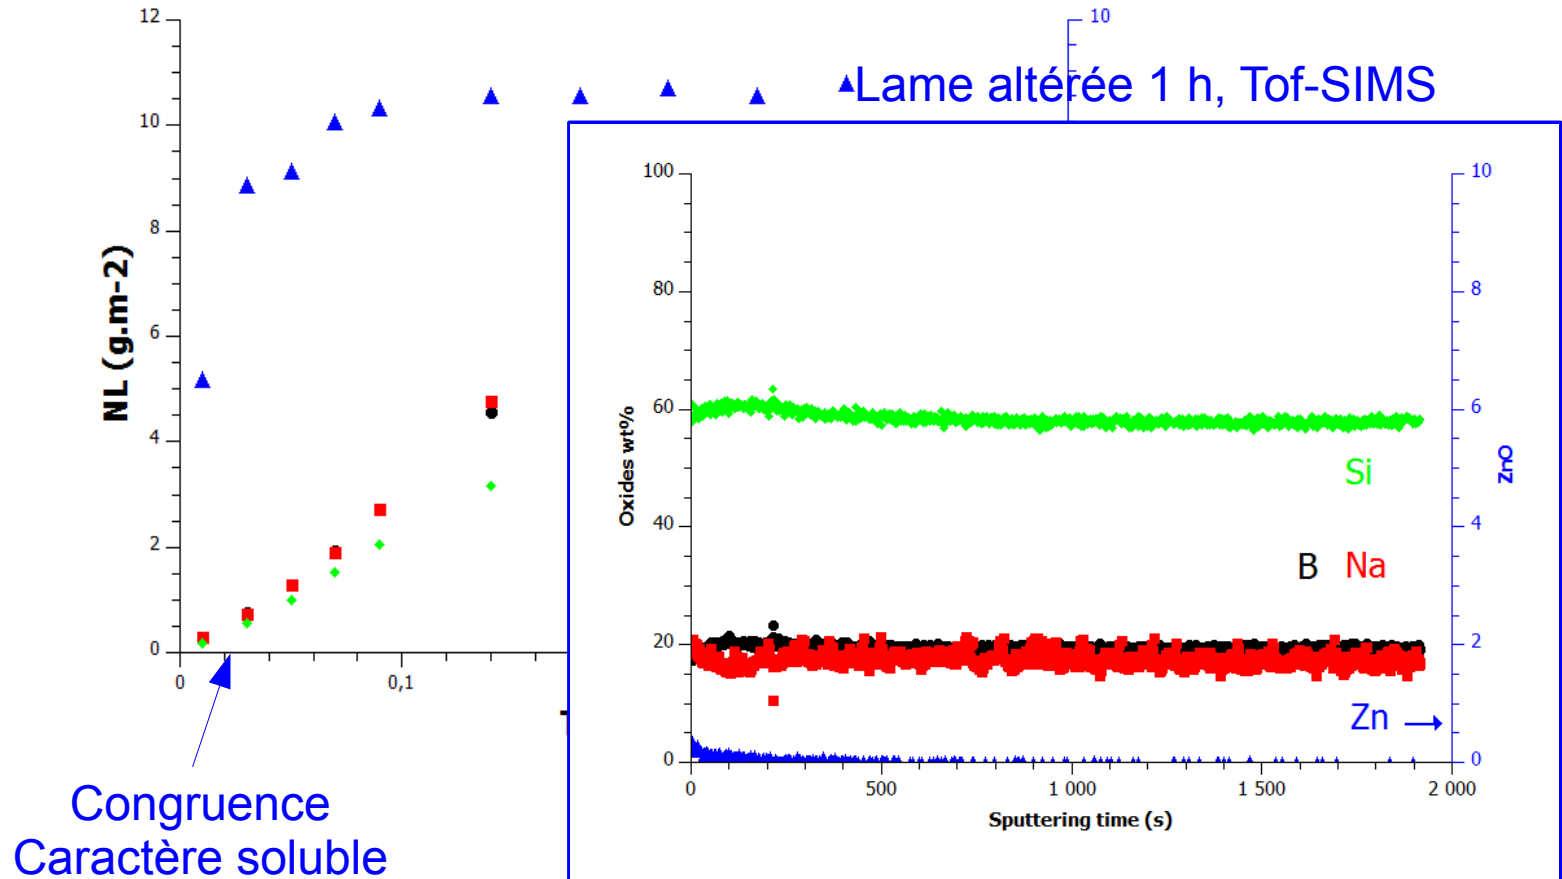 12
10
8
6
4
2
0
NL (g.m-2)
0
0,1
10
Lame altérée 1 h, Tof-SIMS
100
80
60
40
20
0
Oxides wt%
10
8
6
4
2
0
ZnO
Si
B Na
Zn →
0
500
1 000
1 500
2 000
Sputtering time (s)
Congruence
Caractère soluble